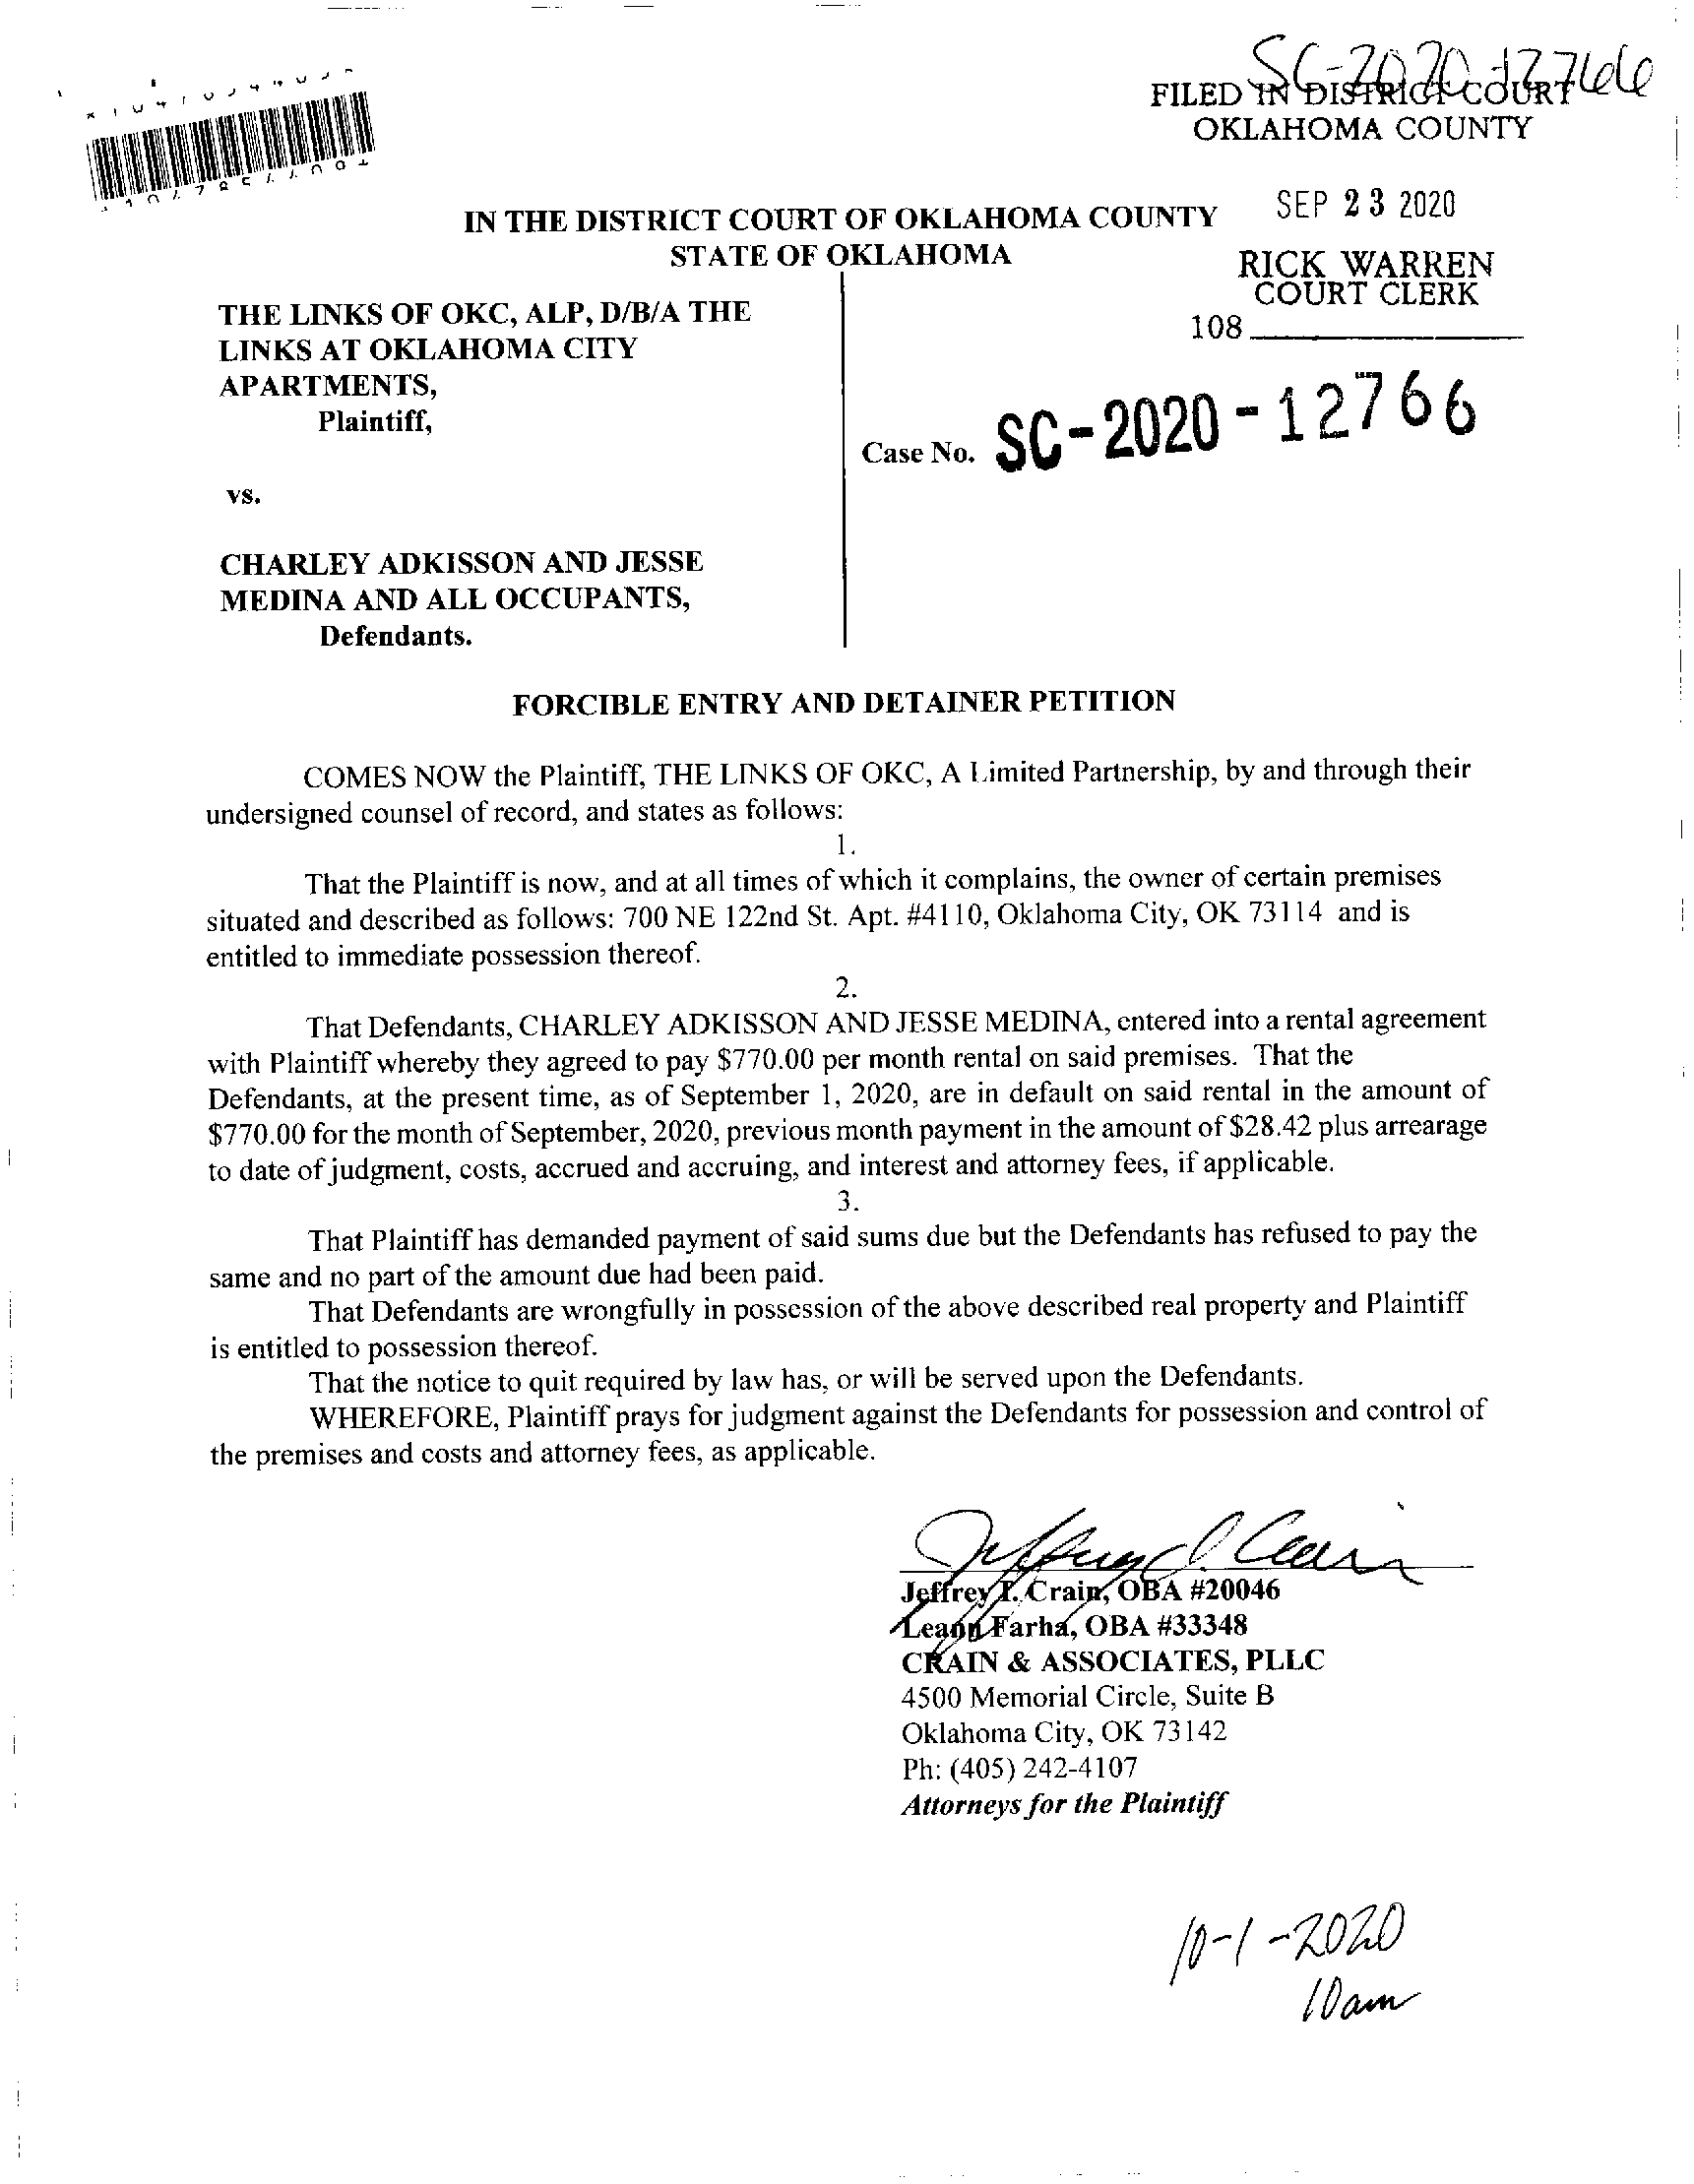 SC-2020-12766
FILED IN DISTRICT COURT
OKLAHOMA COUNTY
SEP 23 2020
RICK WARREN
COURT CLERK
108
IN THE DISTRICT COURT OF OKLAHOMA COUNTY
STATE OF OKLAHOMA
THE LINKS OF OKC, ALP, D/B/A THE
LINKS AT OKLAHOMA CITY
APARTMENTS,
Plaintiff,
Case No. SC-2020-12766
vs.
CHARLEY ADKISSON AND JESSE
MEDINA AND ALL OCCUPANTS,
Defendants.
FORCIBLE ENTRY AND DETAINER PETITION
COMES NOW the Plaintiff, THE LINKS OF OKC, A Limited Partnership, by and through their
undersigned counsel of record, and states as follows:
1.
That the Plaintiff is now, and at all times of which it complains, the owner of certain premises
situated and described as follows: 700 NE 122nd St. Apt. #4110, Oklahoma City, OK 73114 and is
entitled to immediate possession thereof.
2.
That Defendants, CHARLEY ADKISSON AND JESSE MEDINA, entered into a rental agreement
with Plaintiff whereby they agreed to pay $770.00 per month rental on said premises. That the
Defendants, at the present time, as of September 1, 2020, are in default on said rental in the amount of
$770.00 for the month of September, 2020, previous month payment in the amount of $28.42 plus arrearage
to date of judgment, costs, accrued and accruing, and interest and attorney fees, if applicable.
3.
That Plaintiff has demanded payment of said sums due but the Defendants has refused to pay the
same and no part of the amount due had been paid.
That Defendants are wrongfully in possession of the above described real property and Plaintiff
is entitled to possession thereof.
That the notice to quit required by law has, or will be served upon the Defendants.
WHEREFORE, Plaintiff prays for judgment against the Defendants for possession and control of
the premises and costs and attorney fees, as applicable.
Jeffrey T. Crain, OBA #20046
Leann Farha, OBA #33348
CRAIN & ASSOCIATES, PLLC
4500 Memorial Circle, Suite B
Oklahoma City, OK 73142
Ph: (405) 242-4107
Attorneys for the Plaintiff
10-1-2020
10am